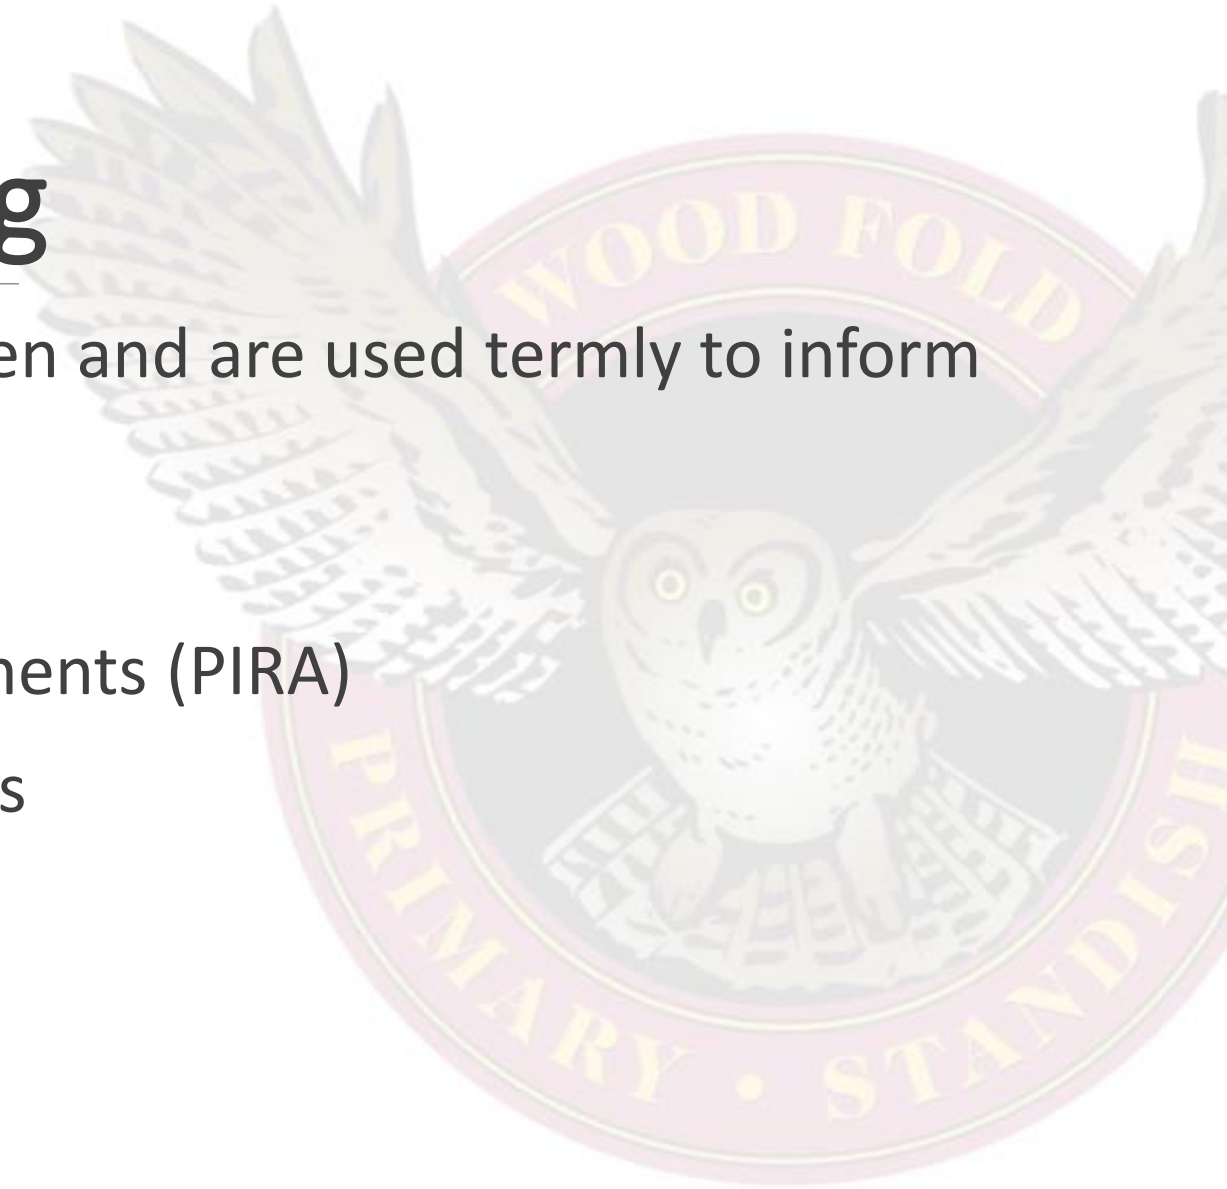 g
en and are used termly to inform
nents (PIRA)
s
WOOD FOLD
PRIMARY • STANDISH